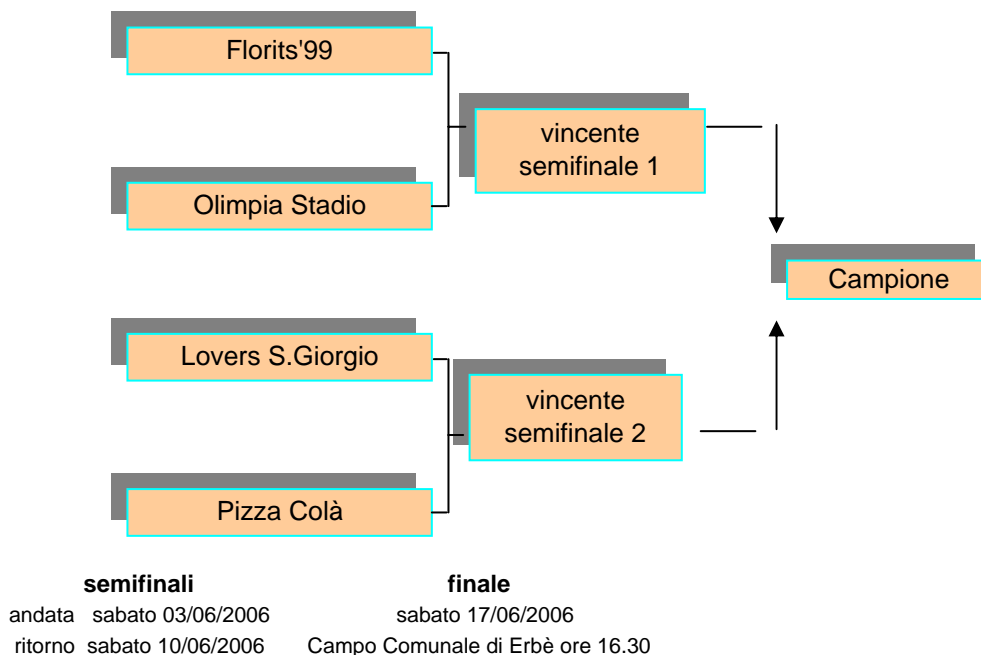 Florits'99
vincente
semifinale 1
Olimpia Stadio
Campione
Lovers S.Giorgio
vincente
semifinale 2
Pizza Colà
semifinali
finale
andata sabato 03/06/2006
sabato 17/06/2006
ritorno sabato 10/06/2006
Campo Comunale di Erbè ore 16.30